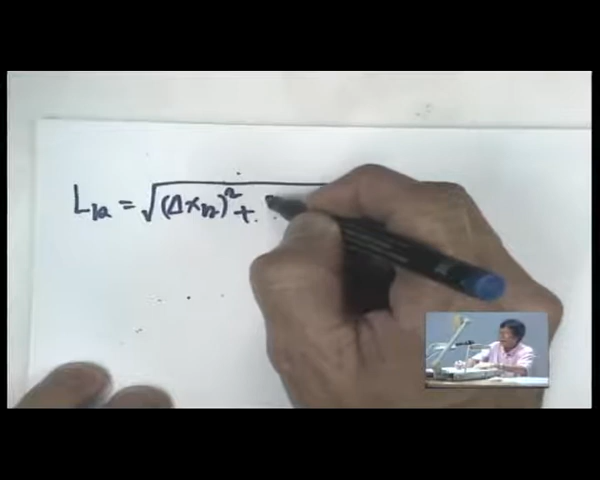 L₁₂ = √(Δx₁₂)² +